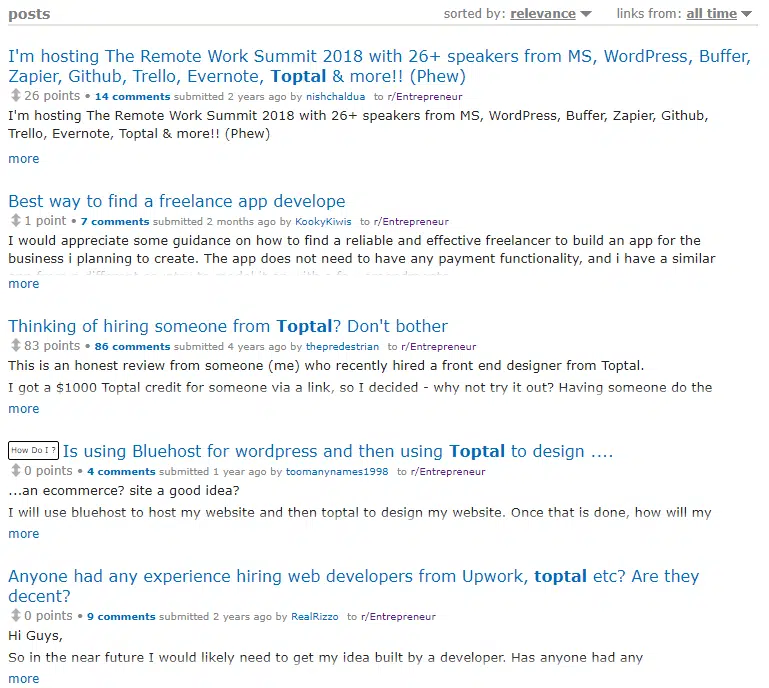 posts sorted by: relevance links from: all time
I'm hosting The Remote Work Summit 2018 with 26+ speakers from MS, WordPress, Buffer,
Zapier, Github, Trello, Evernote, Toptal & more!! (Phew)
26 points • 14 comments submitted 2 years ago by nishchaldua to r/Entrepreneur
I'm hosting The Remote Work Summit 2018 with 26+ speakers from MS, WordPress, Buffer, Zapier, Github,
Trello, Evernote, Toptal & more!! (Phew)
more
Best way to find a freelance app develope
1 point • 7 comments submitted 2 months ago by KookyKiwis to r/Entrepreneur
I would appreciate some guidance on how to find a reliable and effective freelancer to build an app for the
business i planning to create. The app does not need to have any payment functionality, and i have a similar
more
Thinking of hiring someone from Toptal? Don't bother
83 points • 86 comments submitted 4 years ago by thepredestrian to r/Entrepreneur
This is an honest review from someone (me) who recently hired a front end designer from Toptal.
I got a $1000 Toptal credit for someone via a link, so I decided - why not try it out? Having someone do the
more
How Do I ? Is using Bluehost for wordpress and then using Toptal to design ....
0 points • 4 comments submitted 1 year ago by toomanynames1998 to r/Entrepreneur
...an ecommerce? site a good idea?
I will use bluehost to host my website and then toptal to design my website. Once that is done, how will my
more
Anyone had any experience hiring web developers from Upwork, toptal etc? Are they
decent?
0 points • 9 comments submitted 2 years ago by RealRizzo to r/Entrepreneur
Hi Guys,
So in the near future I would likely need to get my idea built by a developer. Has anyone had any
more